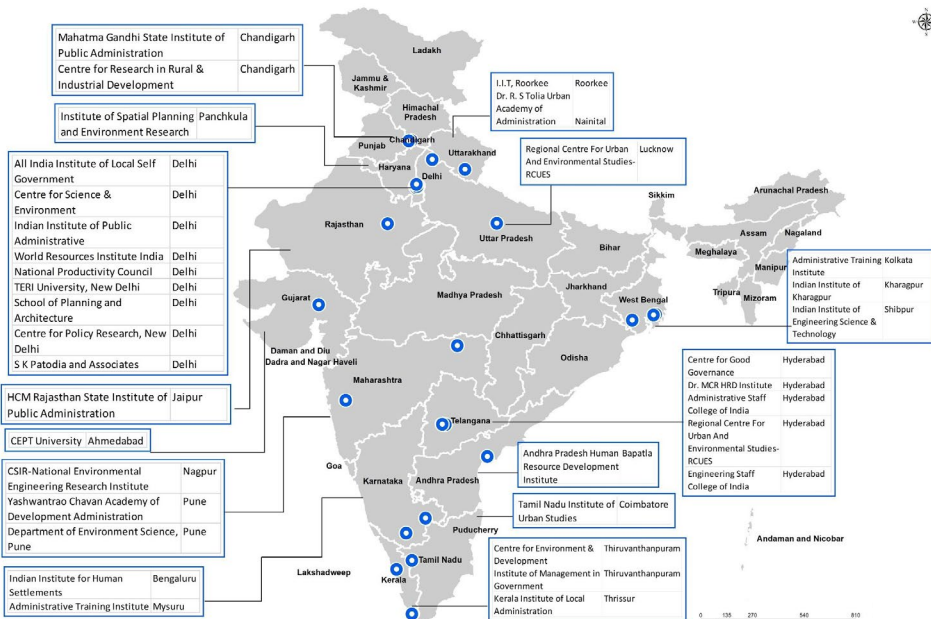 Mahatma Gandhi State Institute of Chandigarh
Public Administration
Centre for Research in Rural & Chandigarh
Industrial Development
Institute of Spatial Planning Panchkula
and Environment Research
All India Institute of Local Self Delhi
Government
Centre for Science & Delhi
Environment
Indian Institute of Public Delhi
Administrative
World Resources Institute India Delhi
National Productivity Council Delhi
TERI University, New Delhi Delhi
School of Planning and Delhi
Architecture
Centre for Policy Research, New Delhi
Delhi
S K Patodia and Associates Delhi
HCM Rajasthan State Institute of Jaipur
Public Administration
CEPT University Ahmedabad
CSIR-National Environmental Nagpur
Engineering Research Institute
Yashwantrao Chavan Academy of Pune
Development Administration
Department of Environment Science, Pune
Pune
Indian Institute for Human Bengaluru
Settlements
Administrative Training Institute Mysuru
I.I.T, Roorkee Roorkee
Dr. R. S Tolia Urban
Academy of
Administration Nainital
Regional Centre For Urban Lucknow
And Environmental Studies-
RCUES
Administrative Training Kolkata
Institute
Indian Institute of Kharagpur
Kharagpur
Indian Institute of Shibpur
Engineering Science &
Technology
Centre for Good Hyderabad
Governance
Dr. MCR HRD Institute Hyderabad
Administrative Staff Hyderabad
College of India
Regional Centre For Hyderabad
Urban And
Environmental Studies-
RCUES
Engineering Staff Hyderabad
College of India
Andhra Pradesh Human Bapatla
Resource Development
Institute
Tamil Nadu Institute of Coimbatore
Urban Studies
Centre for Environment & Thiruvanthanpuram
Development
Institute of Management in Thiruvanthanpuram
Government
Kerala Institute of Local Thrissur
Administration
Ladakh
Jammu &
Kashmir
Himachal
Pradesh
Chandigarh
Punjab
Uttarakhand
Haryana
Delhi
Rajasthan
Uttar Pradesh
Sikkim
Arunachal Pradesh
Assam
Nagaland
Meghalaya
Manipur
Tripura
Mizoram
Bihar
Jharkhand
West Bengal
Gujarat
Madhya Pradesh
Chhattisgarh
Odisha
Daman and Diu
Dadra and Nagar Haveli
Maharashtra
Telangana
Goa
Karnataka
Andhra Pradesh
Puducherry
Tamil Nadu
Kerala
Lakshadweep
Andaman and Nicobar
0 135 270 540 810